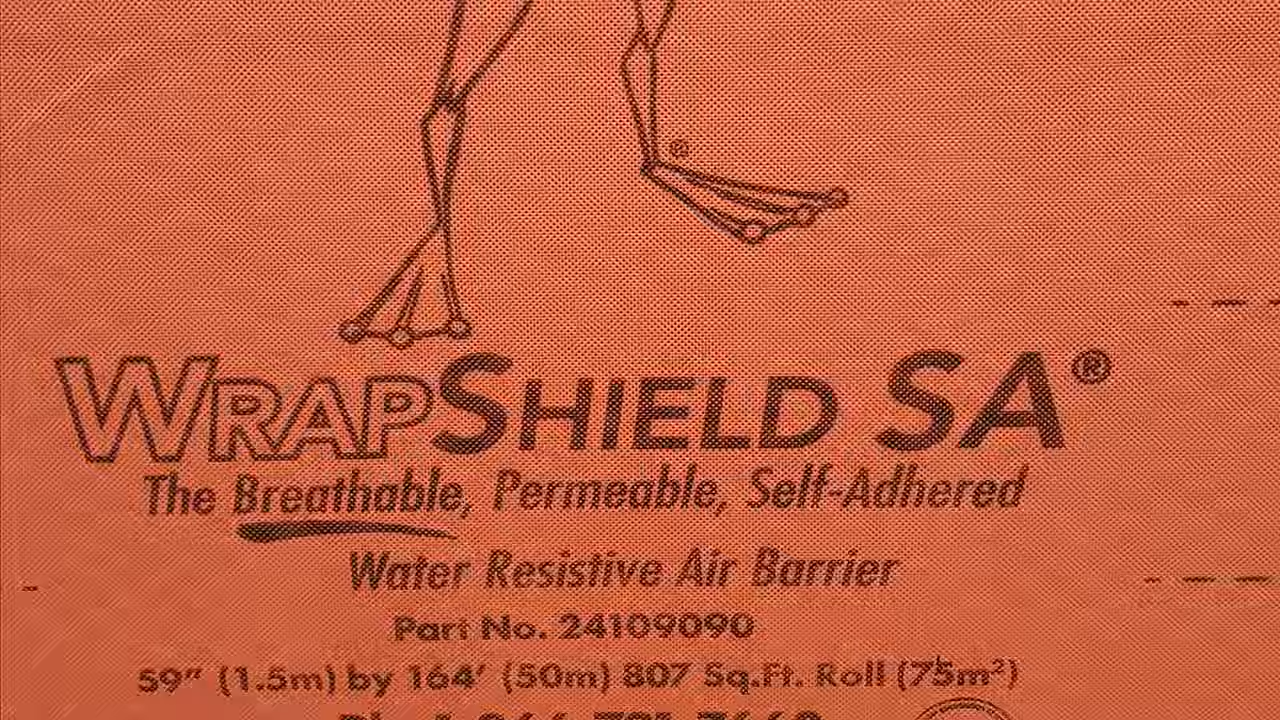 ®
WRAPSHIELD SA®
The Breathable, Permeable, Self-Adhered
Water Resistive Air Barrier
Part No. 24109090
59″ (1.5m) by 164′ (50m) 807 Sq.Ft. Roll (75m²)